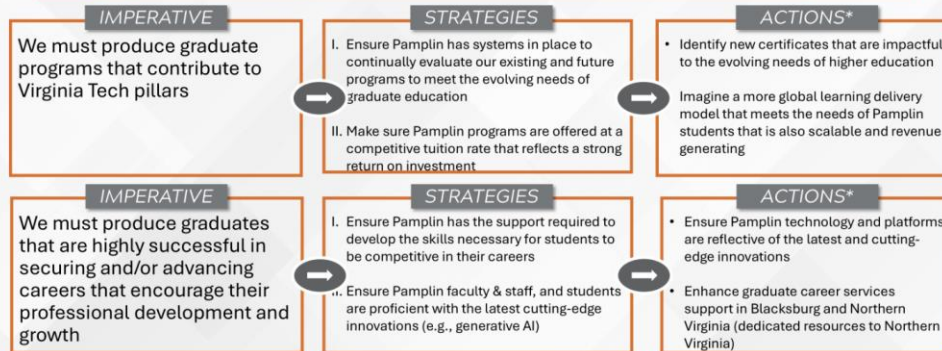 IMPERATIVE
We must produce graduate
programs that contribute to
Virginia Tech pillars
STRATEGIES
I. Ensure Pamplin has systems in place to
continually evaluate our existing and future
programs to meet the evolving needs of
graduate education
II. Make sure Pamplin programs are offered at a
competitive tuition rate that reflects a strong
return on investment
ACTIONS*
• Identify new certificates that are impactful
to the evolving needs of higher education
Imagine a more global learning delivery
model that meets the needs of Pamplin
students that is also scalable and revenue
generating
IMPERATIVE
We must produce graduates
that are highly successful in
securing and/or advancing
careers that encourage their
professional development and
growth
STRATEGIES
I. Ensure Pamplin has the support required to
develop the skills necessary for students to
be competitive in their careers
II. Ensure Pamplin faculty & staff, and students
are proficient with the latest cutting-edge
innovations (e.g., generative AI)
ACTIONS*
• Ensure Pamplin technology and platforms
are reflective of the latest and cutting-
edge innovations
• Enhance graduate career services
support in Blacksburg and Northern
Virginia (dedicated resources to Northern
Virginia)